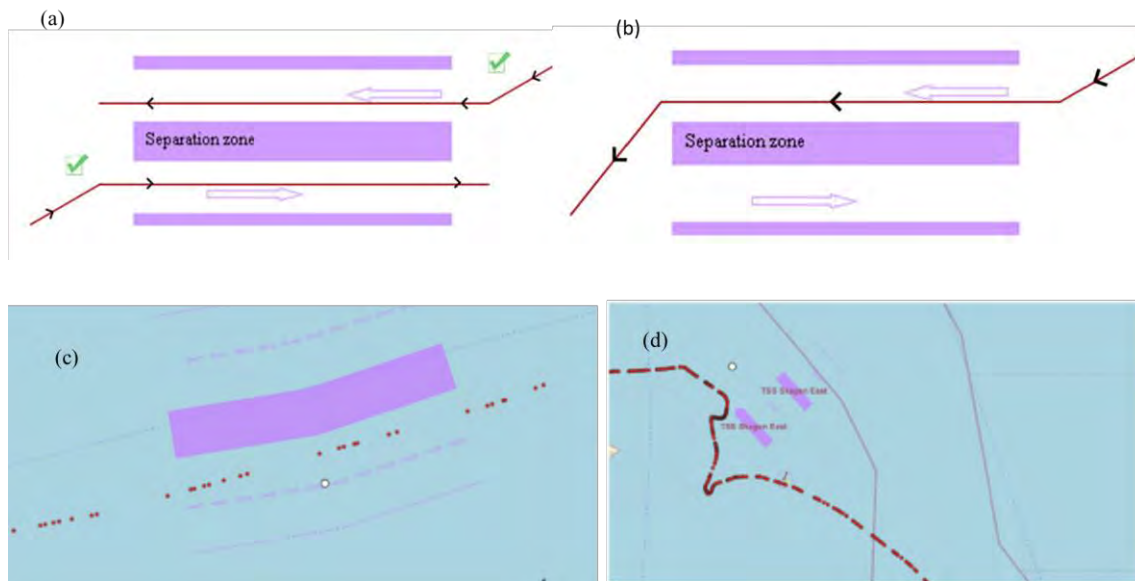 (a)
(b)
Separation zone
Separation zone
(c)
(d)
TSS Skagen East
TSS Skagen East